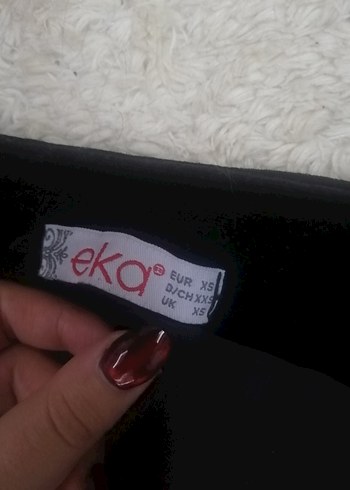 eka®
EUR XS
D/CH XXS
UK XS